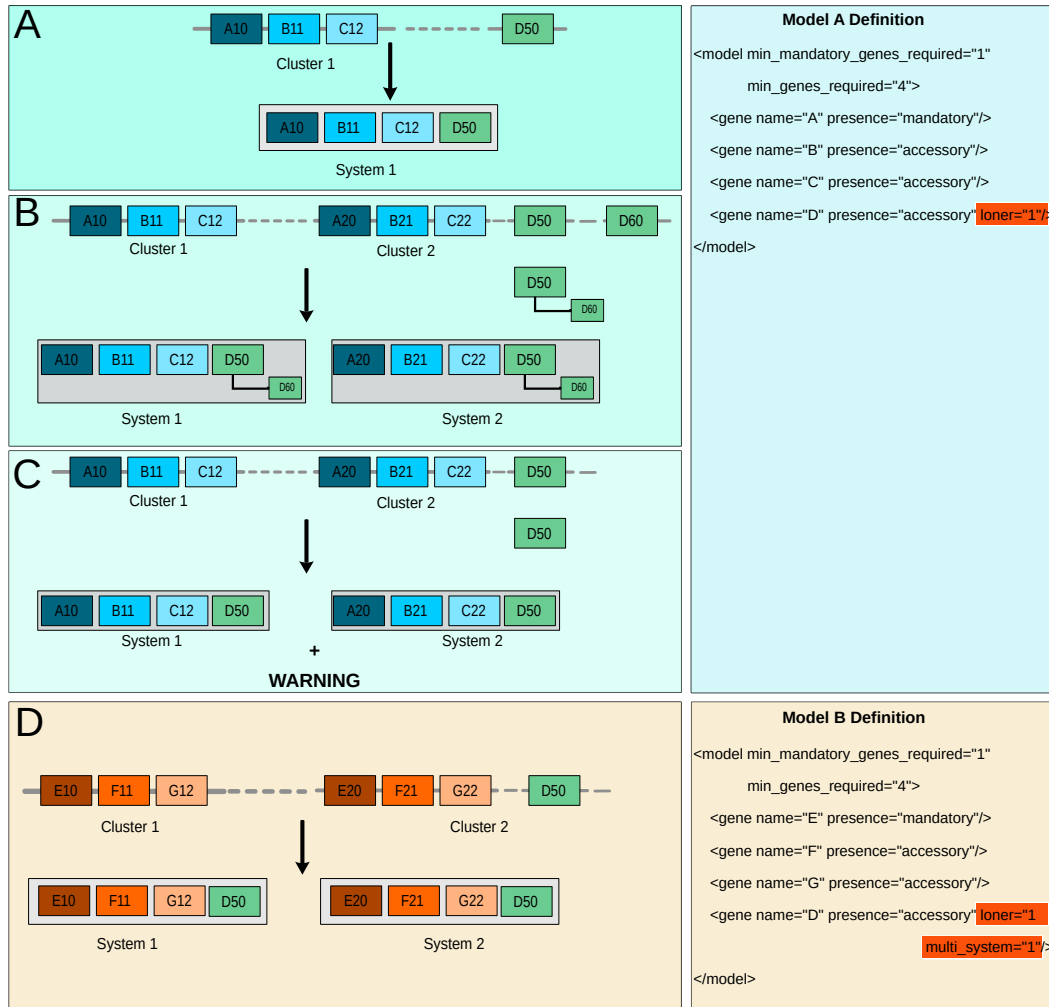 A
A10 B11 C12 D50
Cluster 1
A10 B11 C12 D50
System 1
B
A10 B11 C12 A20 B21 C22 D50 D60
Cluster 1 Cluster 2
D50
D60
A10 B11 C12 D50 A20 B21 C22 D50
D60 D60
System 1 System 2
C
A10 B11 C12 A20 B21 C22 D50
Cluster 1 Cluster 2
D50
A10 B11 C12 D50 A20 B21 C22 D50
System 1 System 2
+
WARNING
D
E10 F11 G12 E20 F21 G22 D50
Cluster 1 Cluster 2
E10 F11 G12 D50 E20 F21 G22 D50
System 1 System 2
Model A Definition
<model min_mandatory_genes_required="1"
min_genes_required="4">
<gene name="A" presence="mandatory"/>
<gene name="B" presence="accessory"/>
<gene name="C" presence="accessory"/>
<gene name="D" presence="accessory" loner="1"/>
</model>
Model B Definition
<model min_mandatory_genes_required="1"
min_genes_required="4">
<gene name="E" presence="mandatory"/>
<gene name="F" presence="accessory"/>
<gene name="G" presence="accessory"/>
<gene name="D" presence="accessory" loner="1
multi_system="1"/>
</model>